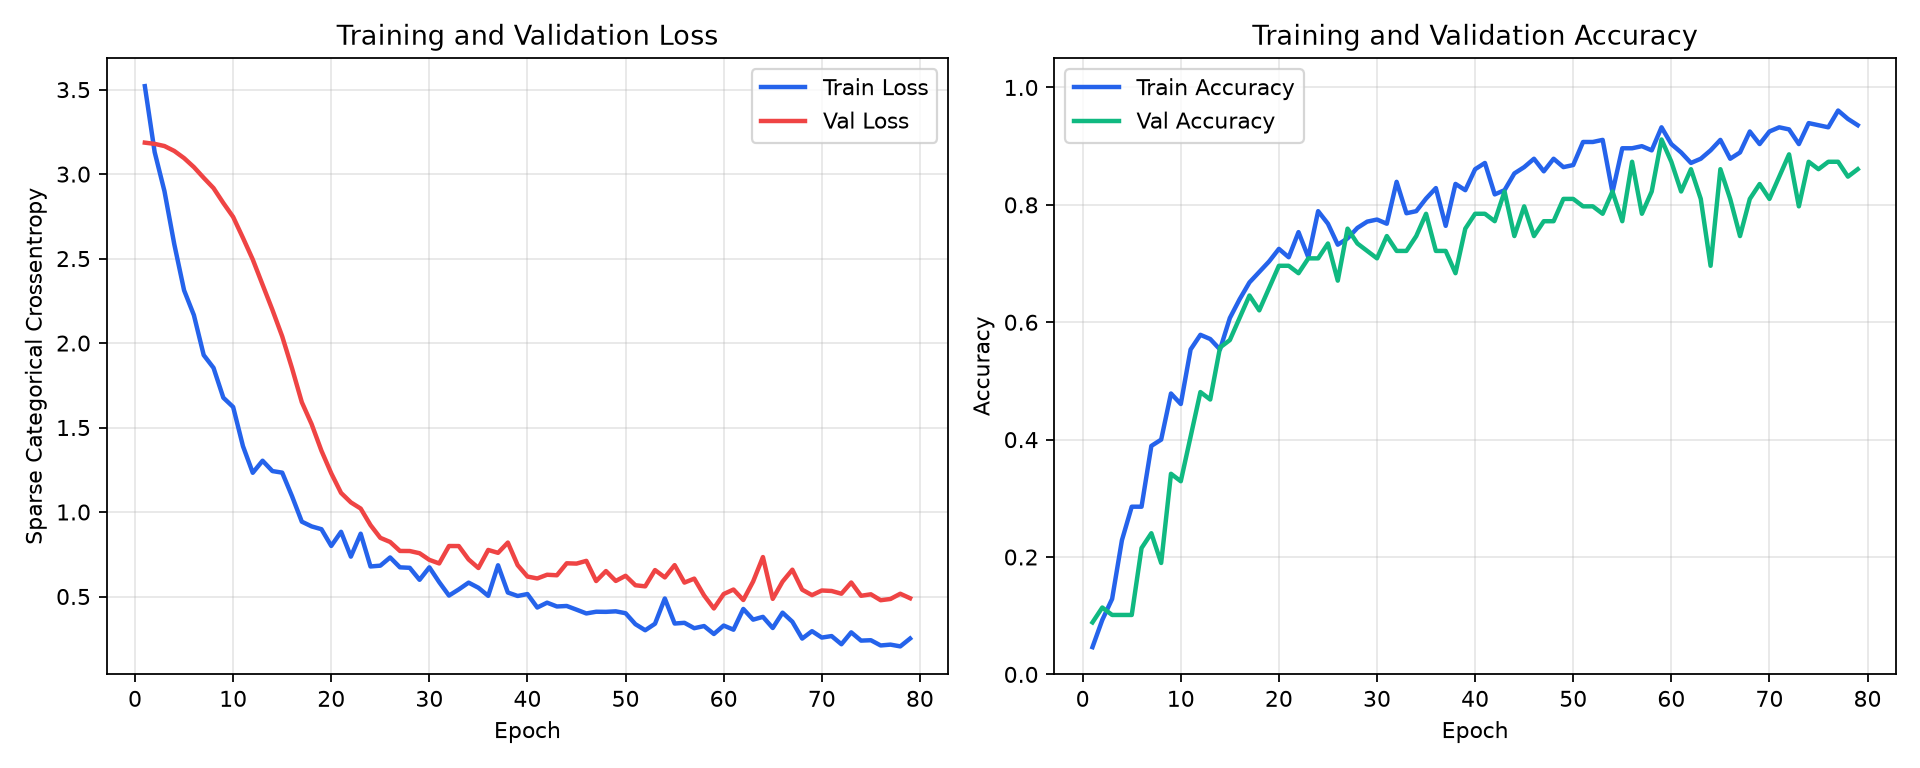 Training and Validation Loss
Train Loss
Val Loss
Sparse Categorical Crossentropy
3.5
3.0
2.5
2.0
1.5
1.0
0.5
0 10 20 30 40 50 60 70 80
Epoch
Training and Validation Accuracy
Train Accuracy
Val Accuracy
Accuracy
1.0
0.8
0.6
0.4
0.2
0.0
0 10 20 30 40 50 60 70 80
Epoch